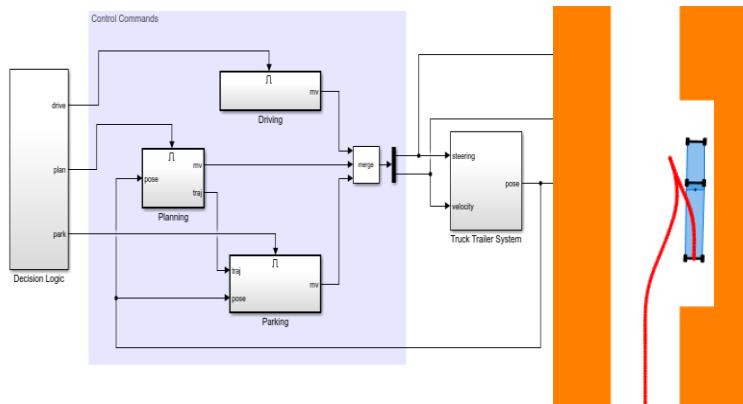 Control Commands
drive
plan
park
Decision Logic
mv
Driving
pose
mv
traj
Planning
traj
pose
mv
Parking
merge
steering
velocity
pose
Truck Trailer System